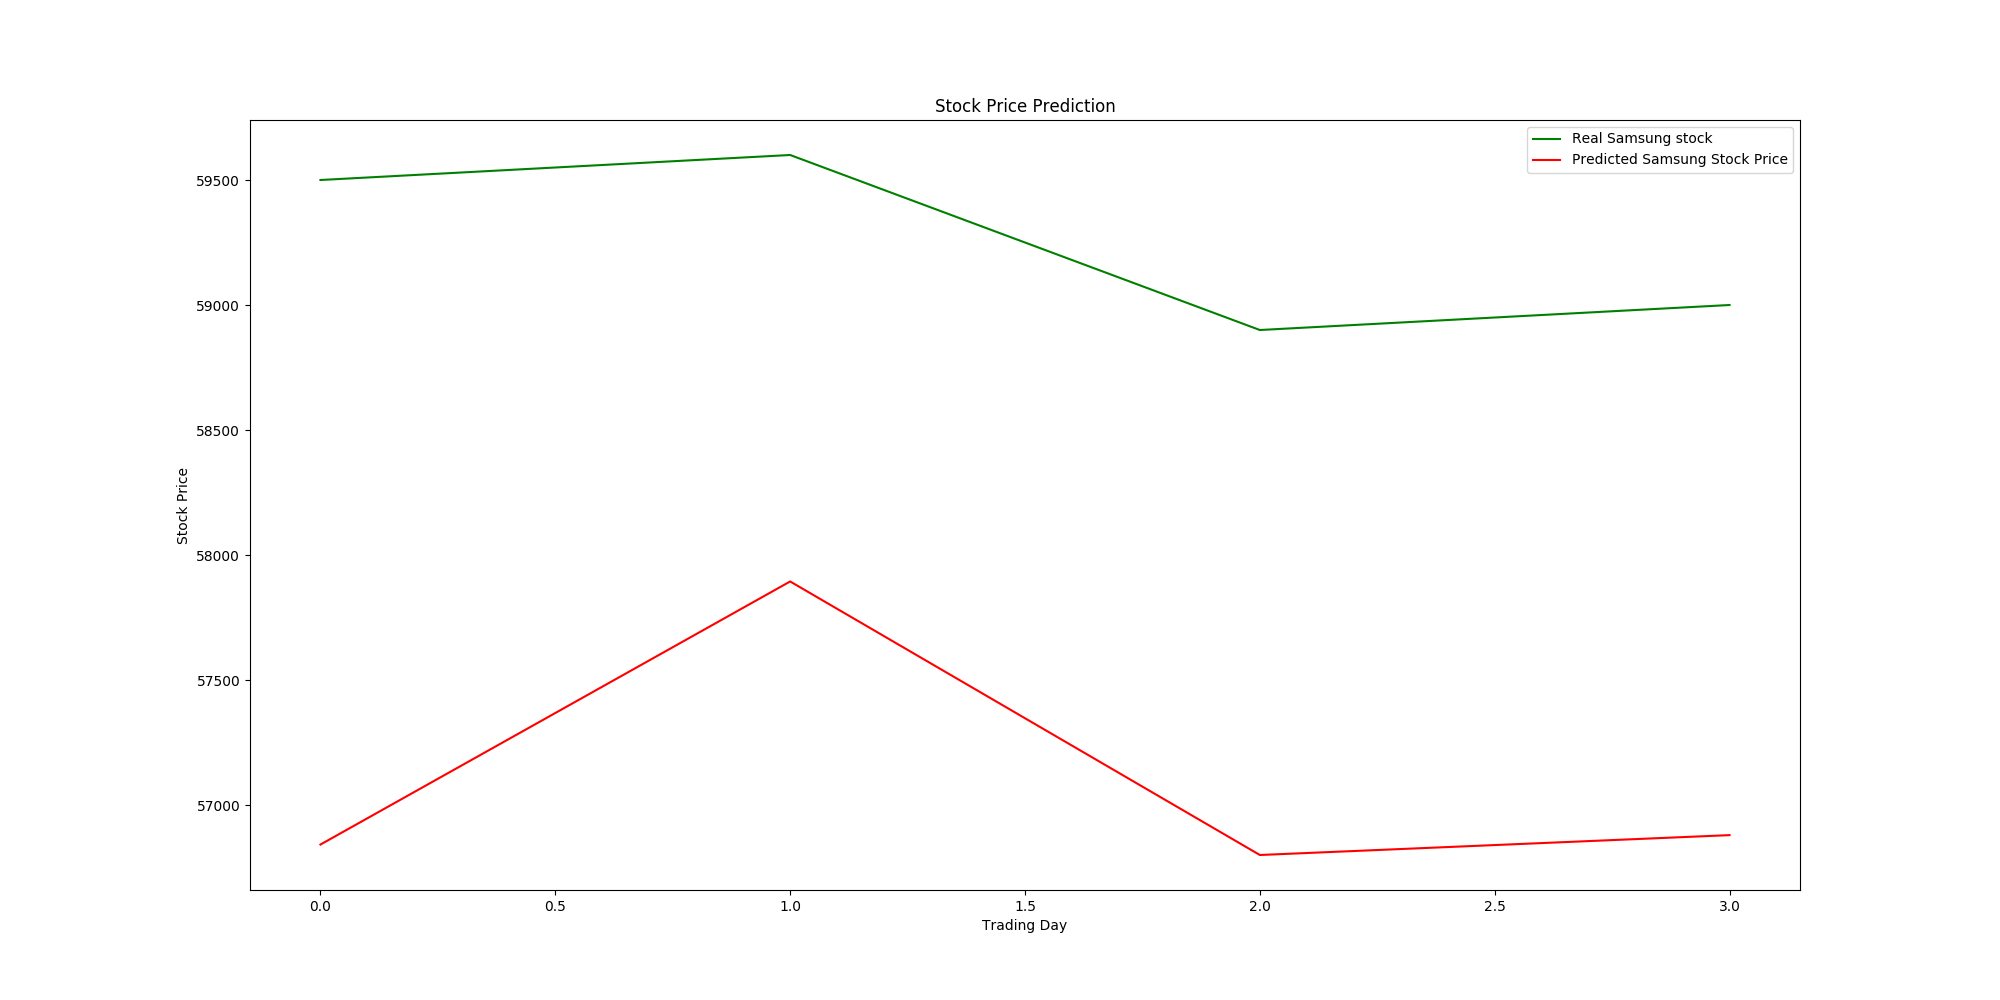 Stock Price Prediction
Real Samsung stock
Predicted Samsung Stock Price
59500
59000
58500
58000
57500
57000
Stock Price
0.0 0.5 1.0 1.5 2.0 2.5 3.0
Trading Day